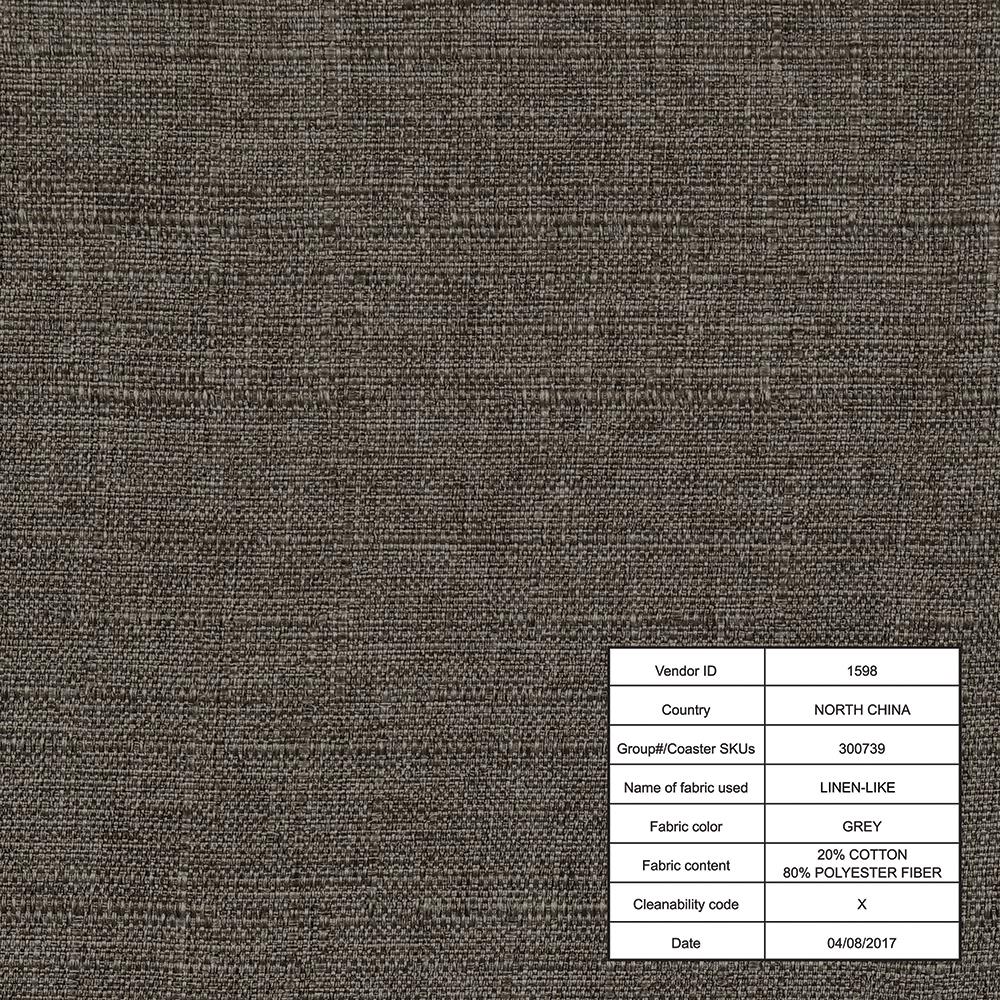 Vendor ID 1598
Country NORTH CHINA
Group#/Coaster SKUs 300739
Name of fabric used LINEN-LIKE
Fabric color GREY
Fabric content 20% COTTON
80% POLYESTER FIBER
Cleanability code X
Date 04/08/2017